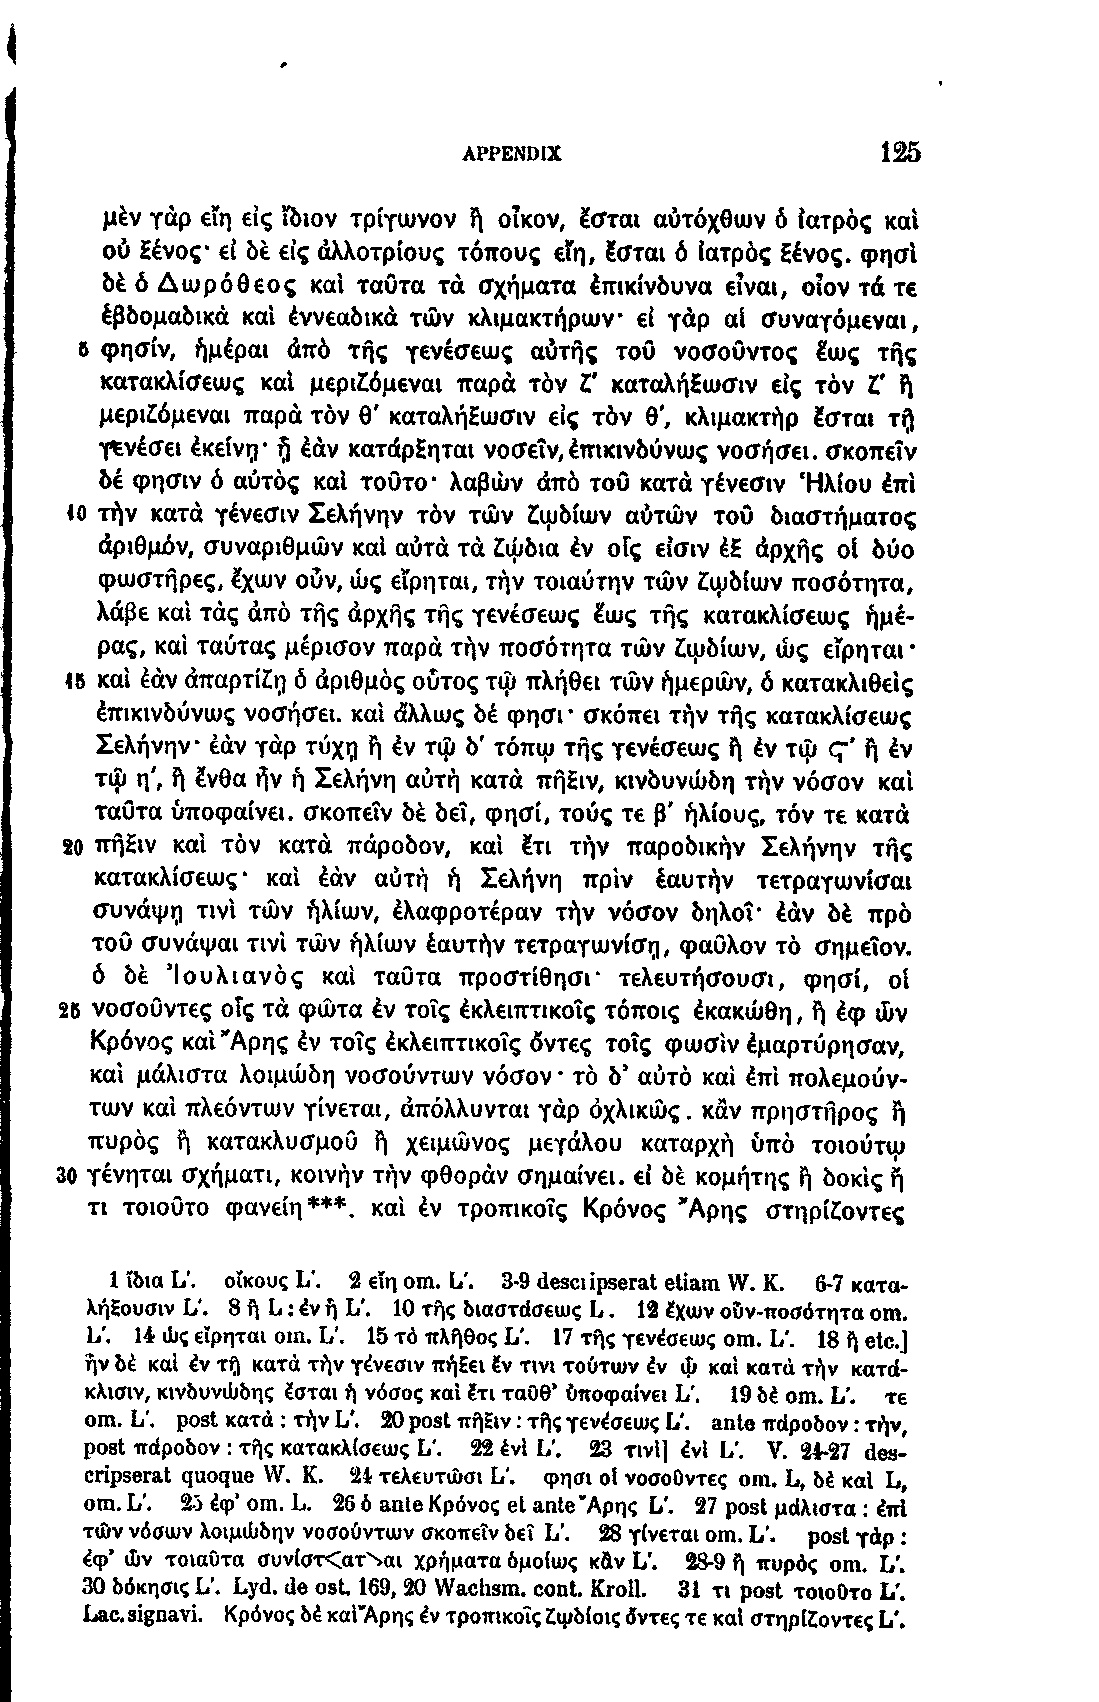 APPENDIX 125
μὲν γὰρ εἴη εἰς ἴδιον τρίγωνον ἢ οἶκον, ἔσται αὐτόχθων ὁ ἰατρὸς καὶ
οὐ ξένος· εἰ δὲ εἰς ἀλλοτρίους τόπους εἴη, ἔσται ὁ ἰατρὸς ξένος. φησὶ
δὲ ὁ Δωρόθεος καὶ ταῦτα τὰ σχήματα ἐπικίνδυνα εἶναι, οἷον τά τε
ἑβδομαδικὰ καὶ ἐννεαδικὰ τῶν κλιμακτήρων· εἰ γὰρ αἱ συναγόμεναι,
5 φησίν, ἡμέραι ἀπὸ τῆς γενέσεως αὐτῆς τοῦ νοσοῦντος ἕως τῆς
κατακλίσεως καὶ μεριζόμεναι παρὰ τὸν ζʹ καταλήξωσιν εἰς τὸν ζʹ ἢ
μεριζόμεναι παρὰ τὸν θʹ καταλήξωσιν εἰς τὸν θʹ, κλιμακτὴρ ἔσται τῇ
γενέσει ἐκείνῃ· ᾗ ἐὰν κατάρξηται νοσεῖν, ἐπικινδύνως νοσήσει. σκοπεῖν
δέ φησιν ὁ αὐτὸς καὶ τοῦτο· λαβὼν ἀπὸ τοῦ κατὰ γένεσιν Ἡλίου ἐπὶ
10 τὴν κατὰ γένεσιν Σελήνην τὸν τῶν ζῳδίων αὐτῶν τοῦ διαστήματος
ἀριθμόν, συναριθμῶν καὶ αὐτὰ τὰ ζῴδια ἐν οἷς εἰσιν ἐξ ἀρχῆς οἱ δύο
φωστῆρες, ἔχων οὖν, ὡς εἴρηται, τὴν τοιαύτην τῶν ζῳδίων ποσότητα,
λάβε καὶ τὰς ἀπὸ τῆς ἀρχῆς τῆς γενέσεως ἕως τῆς κατακλίσεως ἡμέ-
ρας, καὶ ταύτας μέρισον παρὰ τὴν ποσότητα τῶν ζῳδίων, ὡς εἴρηται·
15 καὶ ἐὰν ἀπαρτίζῃ ὁ ἀριθμὸς οὗτος τῷ πλήθει τῶν ἡμερῶν, ὁ κατακλιθεὶς
ἐπικινδύνως νοσήσει. καὶ ἄλλως δέ φησι· σκόπει τὴν τῆς κατακλίσεως
Σελήνην· ἐὰν γὰρ τύχῃ ἢ ἐν τῷ δʹ τόπῳ τῆς γενέσεως ἢ ἐν τῷ ϛʹ ἢ ἐν
τῷ ηʹ, ἢ ἔνθα ἦν ἡ Σελήνη αὐτὴ κατὰ πῆξιν, κινδυνώδη τὴν νόσον καὶ
ταῦτα ὑποφαίνει. σκοπεῖν δὲ δεῖ, φησί, τούς τε βʹ ἡλίους, τόν τε κατὰ
20 πῆξιν καὶ τὸν κατὰ πάροδον, καὶ ἔτι τὴν παροδικὴν Σελήνην τῆς
κατακλίσεως· καὶ ἐὰν αὐτὴ ἡ Σελήνη πρὶν ἑαυτὴν τετραγωνίσαι
συνάψῃ τινὶ τῶν ἡλίων, ἐλαφροτέραν τὴν νόσον δηλοῖ· ἐὰν δὲ πρὸ
τοῦ συνάψαι τινὶ τῶν ἡλίων ἑαυτὴν τετραγωνίσῃ, φαῦλον τὸ σημεῖον.
ὁ δὲ Ἰουλιανὸς καὶ ταῦτα προστίθησι· τελευτήσουσι, φησί, οἱ
25 νοσοῦντες οἷς τὰ φῶτα ἐν τοῖς ἐκλειπτικοῖς τόποις ἐκακώθη, ἢ ἐφ ὧν
Κρόνος καὶ Ἄρης ἐν τοῖς ἐκλειπτικοῖς ὄντες τοῖς φωσὶν ἐμαρτύρησαν,
καὶ μάλιστα λοιμώδη νοσούντων νόσον· τὸ δ’ αὐτὸ καὶ ἐπὶ πολεμούν-
των καὶ πλεόντων γίνεται, ἀπόλλυνται γὰρ ὀχλικῶς. κἂν πρηστῆρος ἢ
πυρὸς ἢ κατακλυσμοῦ ἢ χειμῶνος μεγάλου καταρχὴ ὑπὸ τοιούτῳ
30 γένηται σχήματι, κοινὴν τὴν φθορὰν σημαίνει. εἰ δὲ κομήτης ἢ δοκὶς ἤ
τι τοιοῦτο φανείη***. καὶ ἐν τροπικοῖς Κρόνος Ἄρης στηρίζοντες
1 ἴδια L'. οἴκους L'. 2 εἴη om. L'. 3-9 descripserat etiam W. K. 6-7 κατα-
λήξουσιν L'. 8 ἢ L : ἐν ᾗ L'. 10 τῆς διαστάσεως L. 12 ἔχων οὖν-ποσότητα om.
L'. 14 ὡς εἴρηται om. L'. 15 τὸ πλῆθος L'. 17 τῆς γενέσεως om. L'. 18 ἢ etc.]
ἢν δὲ καὶ ἐν τῇ κατὰ τὴν γένεσιν πήξει ἔν τινι τούτων ἐν ᾧ καὶ κατὰ τὴν κατά-
κλισιν, κινδυνώδης ἔσται ἡ νόσος καὶ ἔτι ταῦθ’ ὑποφαίνει L'. 19 δὲ om. L'. τε
om. L'. post κατὰ : τὴν L'. 20 post πῆξιν : τῆς γενέσεως L'. ante πάροδον : τὴν,
post πάροδον : τῆς κατακλίσεως L'. 22 ἑνὶ L'. 23 τινὶ] ἑνὶ L'. V. 24-27 des-
cripserat quoque W. K. 24 τελευτῶσι L'. φησι οἱ νοσοῦντες om. L, δὲ καὶ L,
om. L'. 25 ἐφ’ om. L. 26 ὁ ante Κρόνος et ante Ἄρης L'. 27 post μάλιστα : ἐπὶ
τῶν νόσων λοιμώδην νοσούντων σκοπεῖν δεῖ L'. 28 γίνεται om. L'. post γὰρ :
ἐφ’ ὧν τοιαῦτα συνίστ<ατ>αι χρήματα ὁμοίως κἂν L'. 28-9 ἢ πυρὸς om. L'.
30 δόκησις L'. Lyd. de ost. 169, 20 Wachsm. cont. Kroll. 31 τι post τοιοῦτο L'.
Lac. signavi. Κρόνος δὲ καὶ Ἄρης ἐν τροπικοῖς ζῳδίοις ὄντες τε καὶ στηρίζοντες L'.